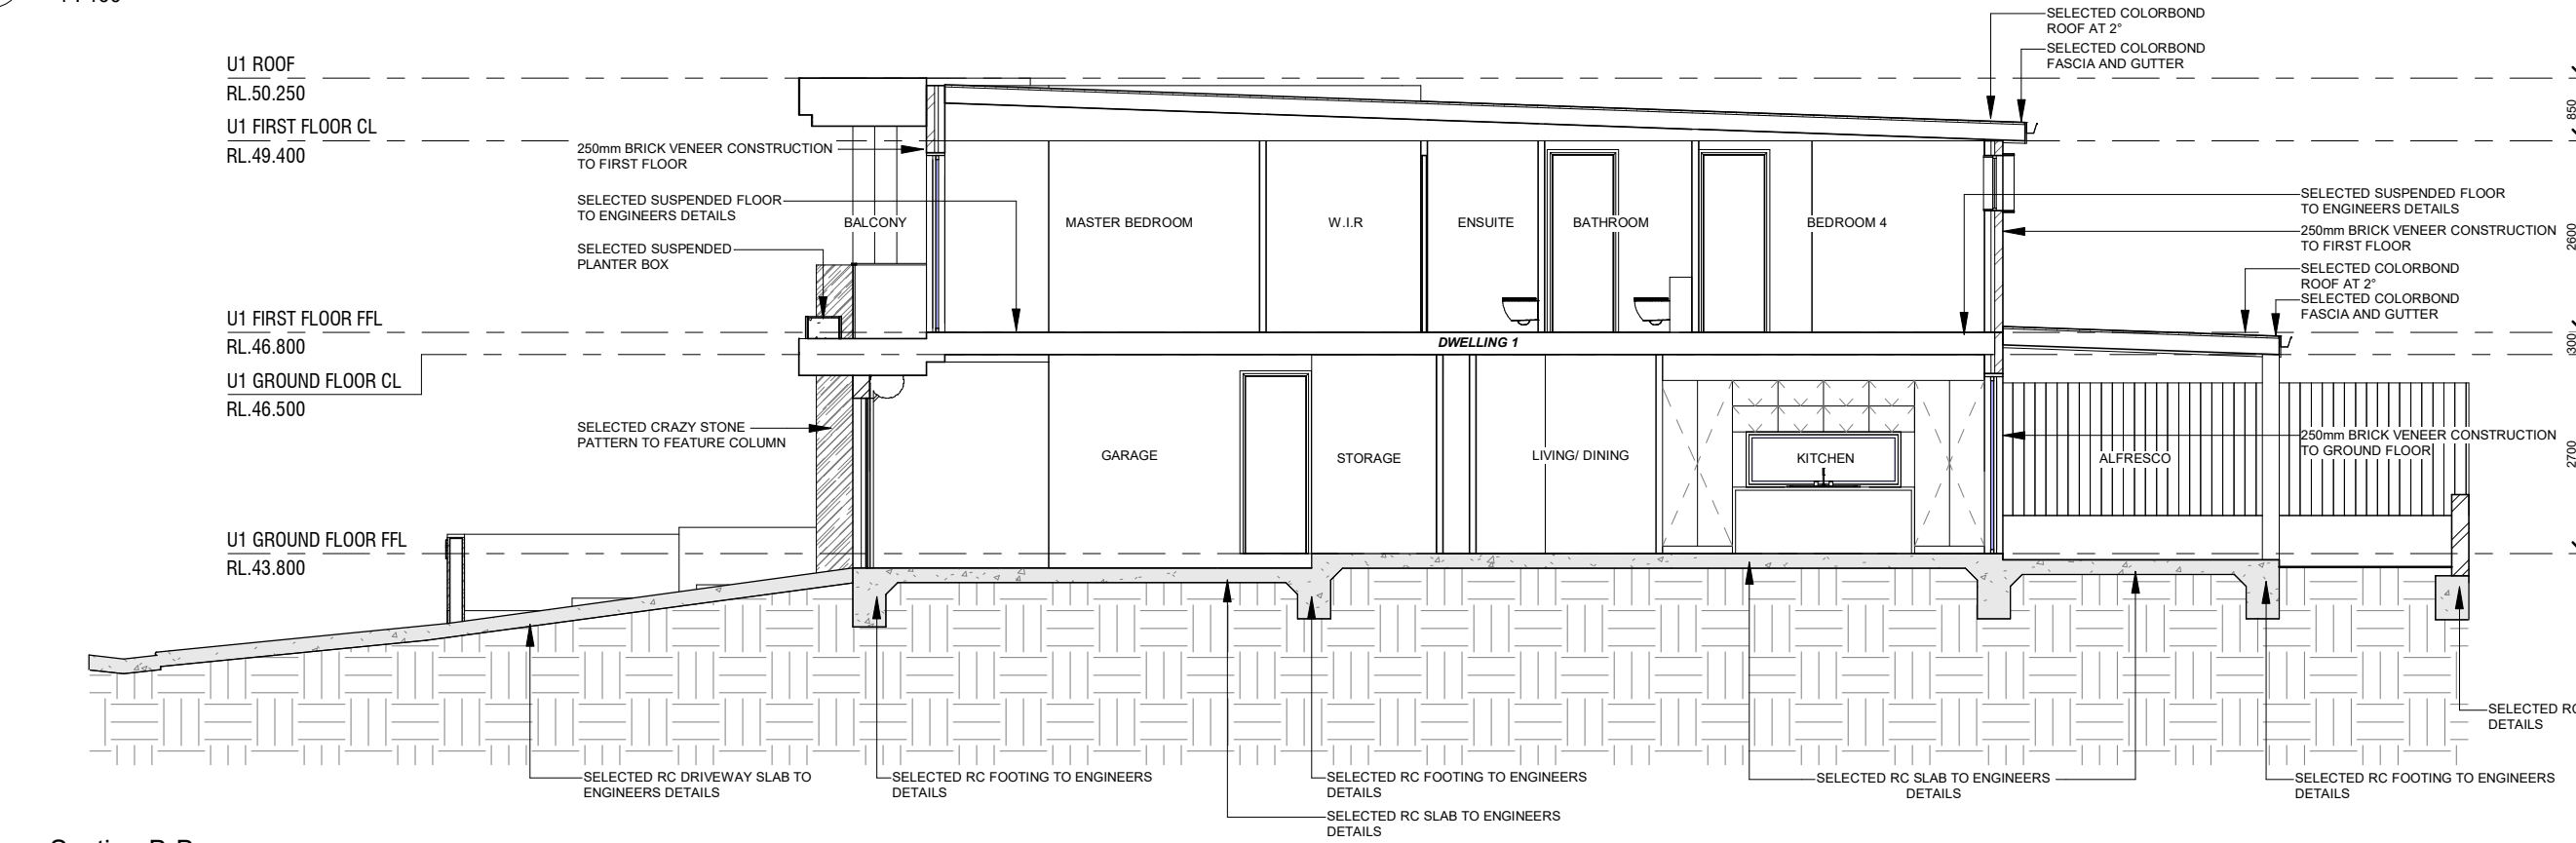 SELECTED COLORBOND
ROOF AT 2°
SELECTED COLORBOND
FASCIA AND GUTTER
U1 ROOF
RL.50.250
850
U1 FIRST FLOOR CL
RL.49.400
250mm BRICK VENEER CONSTRUCTION
TO FIRST FLOOR
SELECTED SUSPENDED FLOOR
TO ENGINEERS DETAILS
SELECTED SUSPENDED
PLANTER BOX
BALCONY
MASTER BEDROOM
W.I.R
ENSUITE
BATHROOM
BEDROOM 4
SELECTED SUSPENDED FLOOR
TO ENGINEERS DETAILS
250mm BRICK VENEER CONSTRUCTION
TO FIRST FLOOR
2600
SELECTED COLORBOND
ROOF AT 2°
SELECTED COLORBOND
FASCIA AND GUTTER
U1 FIRST FLOOR FFL
RL.46.800
DWELLING 1
300
U1 GROUND FLOOR CL
RL.46.500
SELECTED CRAZY STONE
PATTERN TO FEATURE COLUMN
GARAGE
STORAGE
LIVING/ DINING
KITCHEN
ALFRESCO
250mm BRICK VENEER CONSTRUCTION
TO GROUND FLOOR
2700
U1 GROUND FLOOR FFL
RL.43.800
SELECTED RC
DETAILS
SELECTED RC DRIVEWAY SLAB TO
ENGINEERS DETAILS
SELECTED RC FOOTING TO ENGINEERS
DETAILS
SELECTED RC FOOTING TO ENGINEERS
DETAILS
SELECTED RC SLAB TO ENGINEERS
DETAILS
SELECTED RC SLAB TO ENGINEERS
DETAILS
SELECTED RC FOOTING TO ENGINEERS
DETAILS